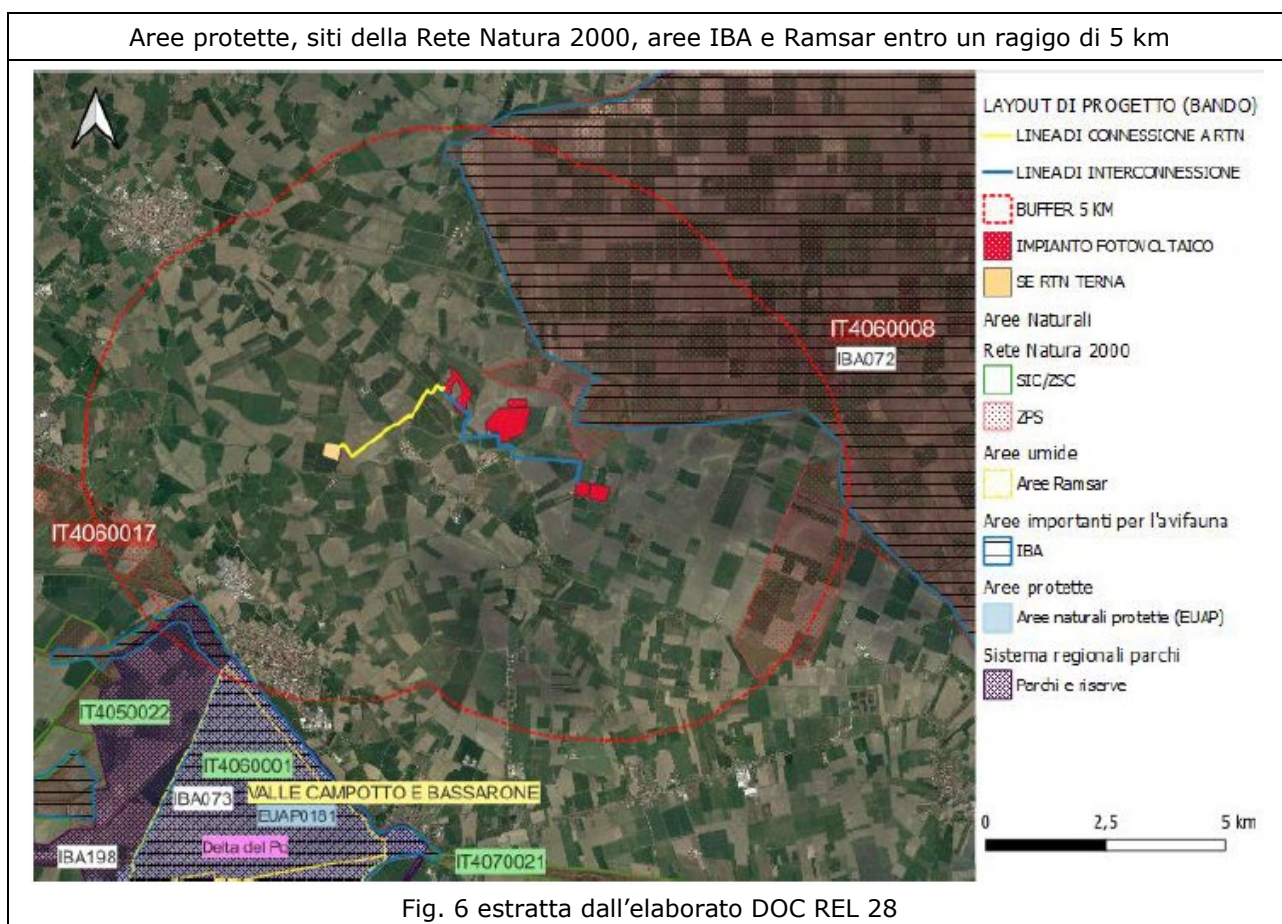 Aree protette, siti della Rete Natura 2000, aree IBA e Ramsar entro un ragigo di 5 km
LAYOUT DI PROGETTO (BANDO)
LINEA DI CONNESSIONE A RTN
LINEA DI INTERCONNESSIONE
BUFFER 5 KM
IMPIANTO FOTOVOLTAICO
SE RTN TERNA
Aree Naturali
Rete Natura 2000
SIC/ZSC
ZPS
Aree umide
Aree Ramsar
Aree importanti per l'avifauna
IBA
Aree protette
Aree naturali protette (EUAP)
Sistema regionali parchi
Parchi e riserve
0 2,5 5 km
IT4060008
IBA072
IT4060017
IT4050022
IT4060001
IBA073
VALLE CAMPOTTO E BASSARONE
EUAP0181
Delta del Po
IBA198
IT4070021
Fig. 6 estratta dall'elaborato DOC REL 28